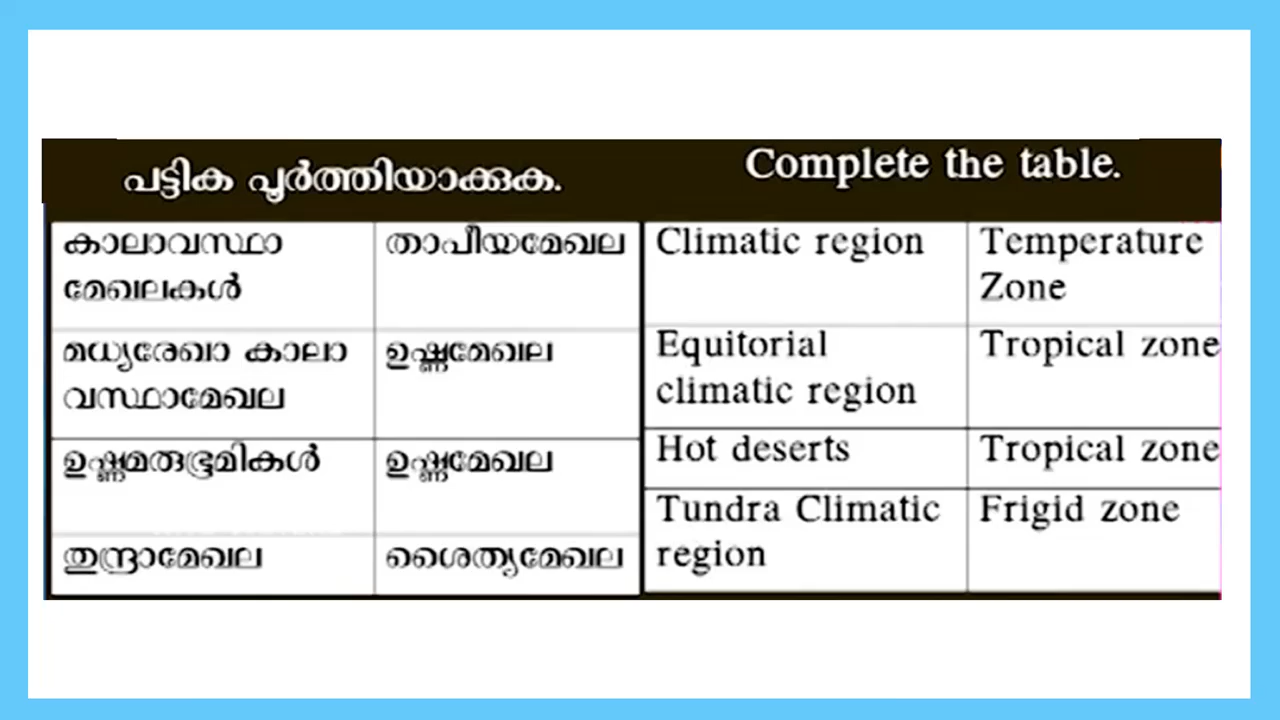 പട്ടിക പൂർത്തിയാക്കുക.
Complete the table.
കാലാവസ്ഥാ
മേഖലകൾ
താപീയമേഖല
Climatic region
Temperature
Zone
മധ്യരേഖാ കാലാ
വസ്ഥാമേഖല
ഉഷ്ണമേഖല
Equitorial
climatic region
Tropical zone
ഉഷ്ണമരുഭൂമികൾ
ഉഷ്ണമേഖല
Hot deserts
Tropical zone
തുന്ദ്രാമേഖല
ശൈത്യമേഖല
Tundra Climatic
region
Frigid zone